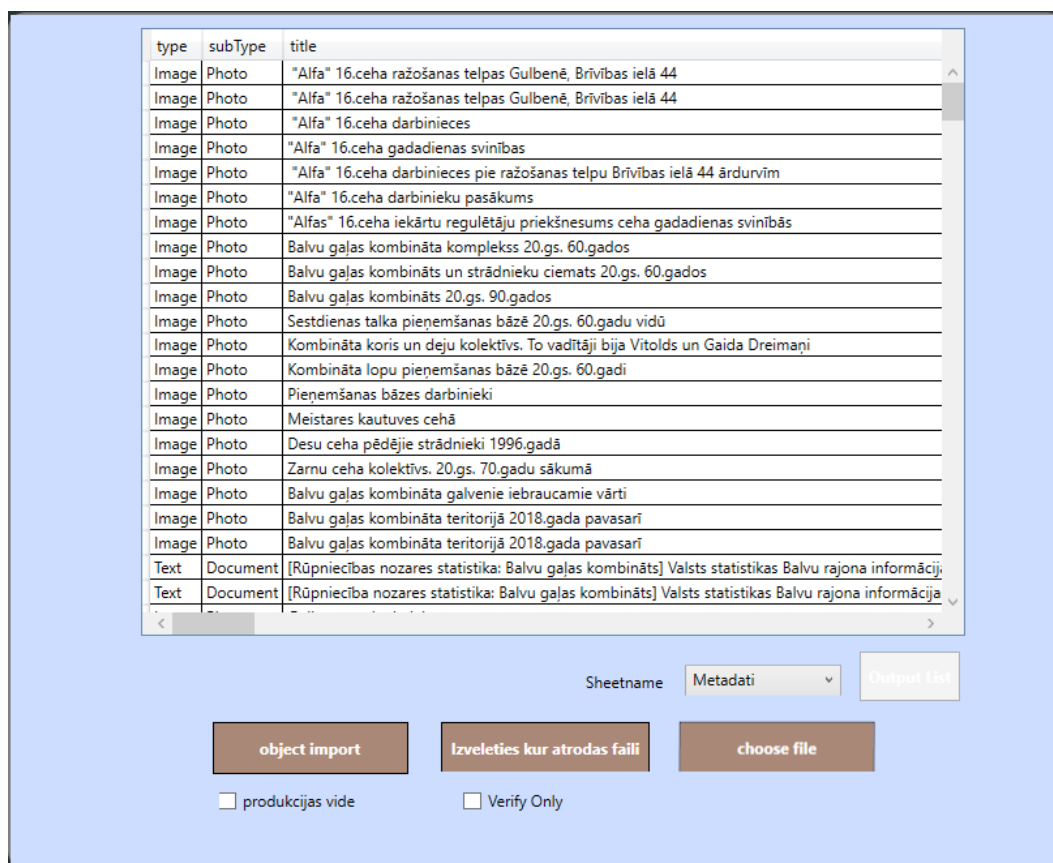 type subType title
Image Photo "Alfa" 16.ceha ražošanas telpas Gulbenē, Brīvības ielā 44
Image Photo "Alfa" 16.ceha ražošanas telpas Gulbenē, Brīvības ielā 44
Image Photo "Alfa" 16.ceha darbinieces
Image Photo "Alfa" 16.ceha gadadienas svinības
Image Photo "Alfa" 16.ceha darbinieces pie ražošanas telpu Brīvības ielā 44 ārdurvīm
Image Photo "Alfa" 16.ceha darbinieku pasākums
Image Photo "Alfas" 16.ceha iekārtu regulētāju priekšnesums ceha gadadienas svinībās
Image Photo Balvu gaļas kombināta komplekss 20.gs. 60.gados
Image Photo Balvu gaļas kombināts un strādnieku ciemats 20.gs. 60.gados
Image Photo Balvu gaļas kombināts 20.gs. 90.gados
Image Photo Sestdienas talka pieņemšanas bāzē 20.gs. 60.gadu vidū
Image Photo Kombināta koris un deju kolektīvs. To vadītāji bija Vitolds un Gaida Dreimaņi
Image Photo Kombināta lopu pieņemšanas bāzē 20.gs. 60.gadi
Image Photo Pieņemšanas bāzes darbinieki
Image Photo Meistares kautuves cehā
Image Photo Desu ceha pēdējie strādnieki 1996.gadā
Image Photo Zarnu ceha kolektīvs. 20.gs. 70.gadu sākumā
Image Photo Balvu gaļas kombināta galvenie iebraucamie vārti
Image Photo Balvu gaļas kombināta teritorijā 2018.gada pavasarī
Image Photo Balvu gaļas kombināta teritorijā 2018.gada pavasarī
Text Document [Rūpniecības nozares statistika: Balvu gaļas kombināts] Valsts statistikas Balvu rajona informācija
Text Document [Rūpniecība nozares statistika: Balvu gaļas kombināts] Valsts statistikas Balvu rajona informācija
Sheetname Metadati Output List
object import Izveleties kur atrodas faili choose file
produkcijas vide Verify Only